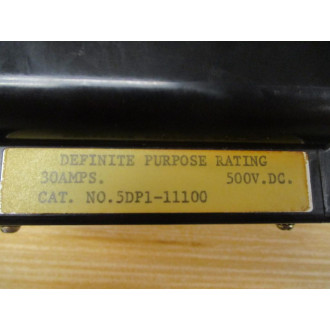 DEFINITE PURPOSE RATING
30AMPS. 500V.DC.
CAT. NO.5DP1-11100